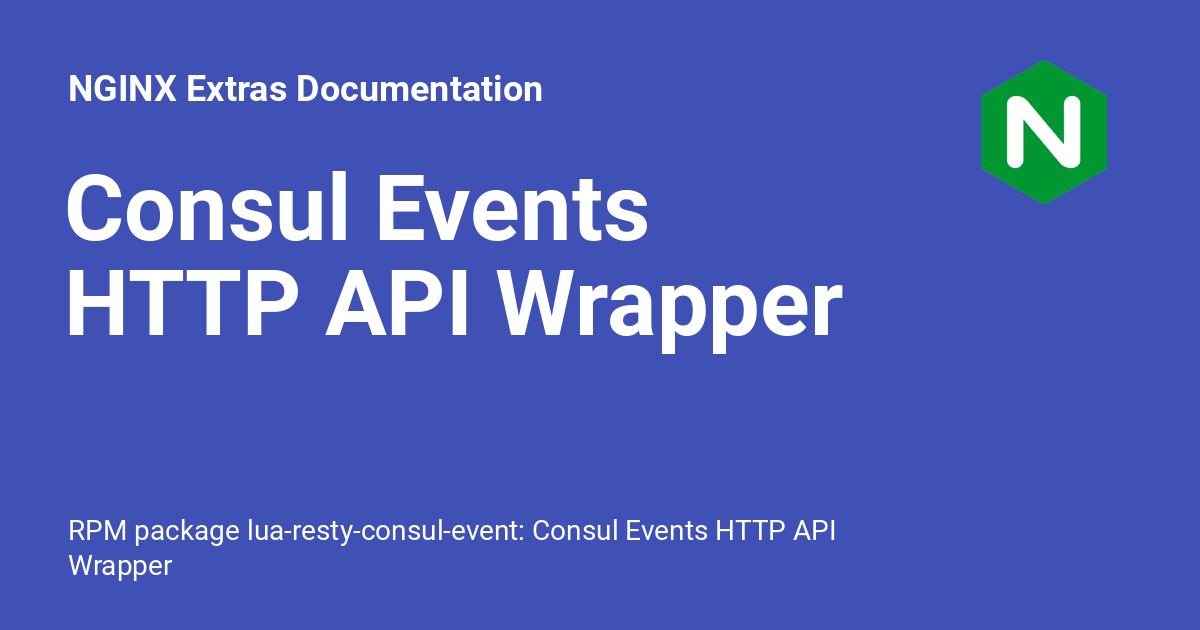 NGINX Extras Documentation
N
Consul Events
HTTP API Wrapper
RPM package lua-resty-consul-event: Consul Events HTTP API
Wrapper